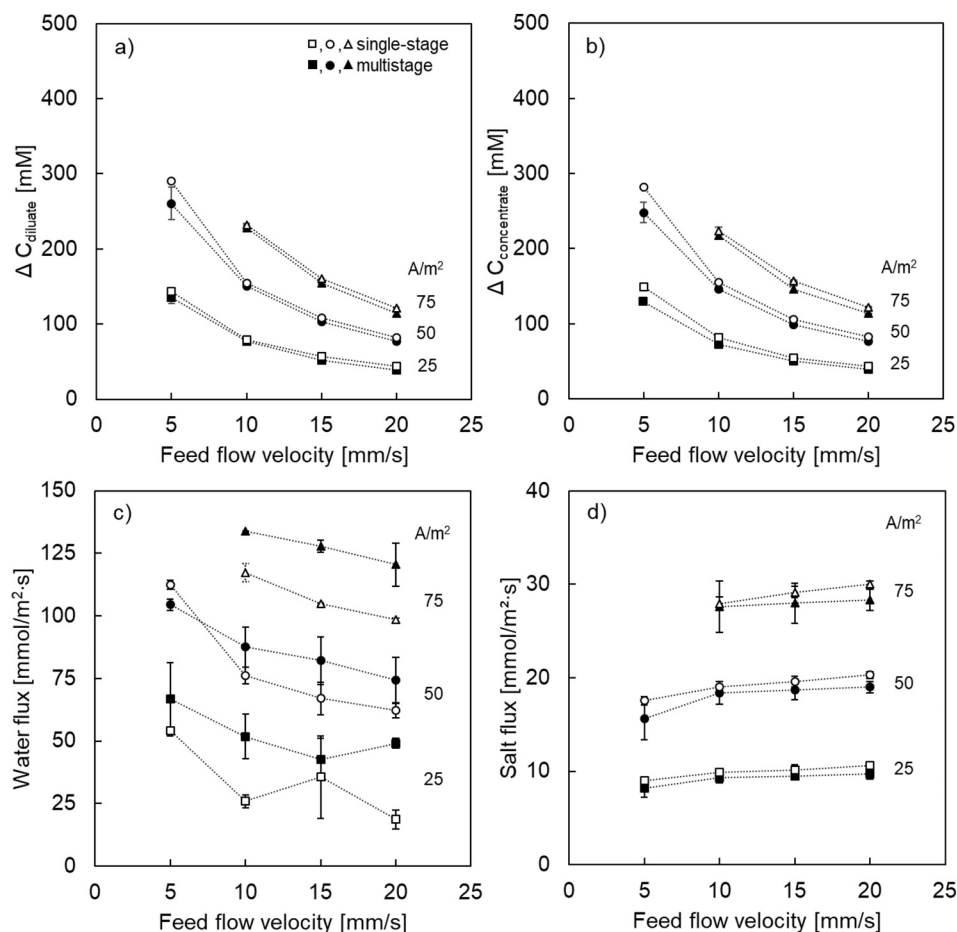 a)
□,○,△ single-stage
■,●,▲ multistage
Δ C_diluate [mM]
500
400
300
200
100
0
A/m²
75
50
25
0 5 10 15 20 25
Feed flow velocity [mm/s]
b)
Δ C_concentrate [mM]
500
400
300
200
100
0
A/m²
75
50
25
0 5 10 15 20 25
Feed flow velocity [mm/s]
c)
Water flux [mmol/m²·s]
150
125
100
75
50
25
0
A/m²
75
50
25
0 5 10 15 20 25
Feed flow velocity [mm/s]
d)
Salt flux [mmol/m²·s]
40
30
20
10
0
A/m²
75
50
25
0 5 10 15 20 25
Feed flow velocity [mm/s]